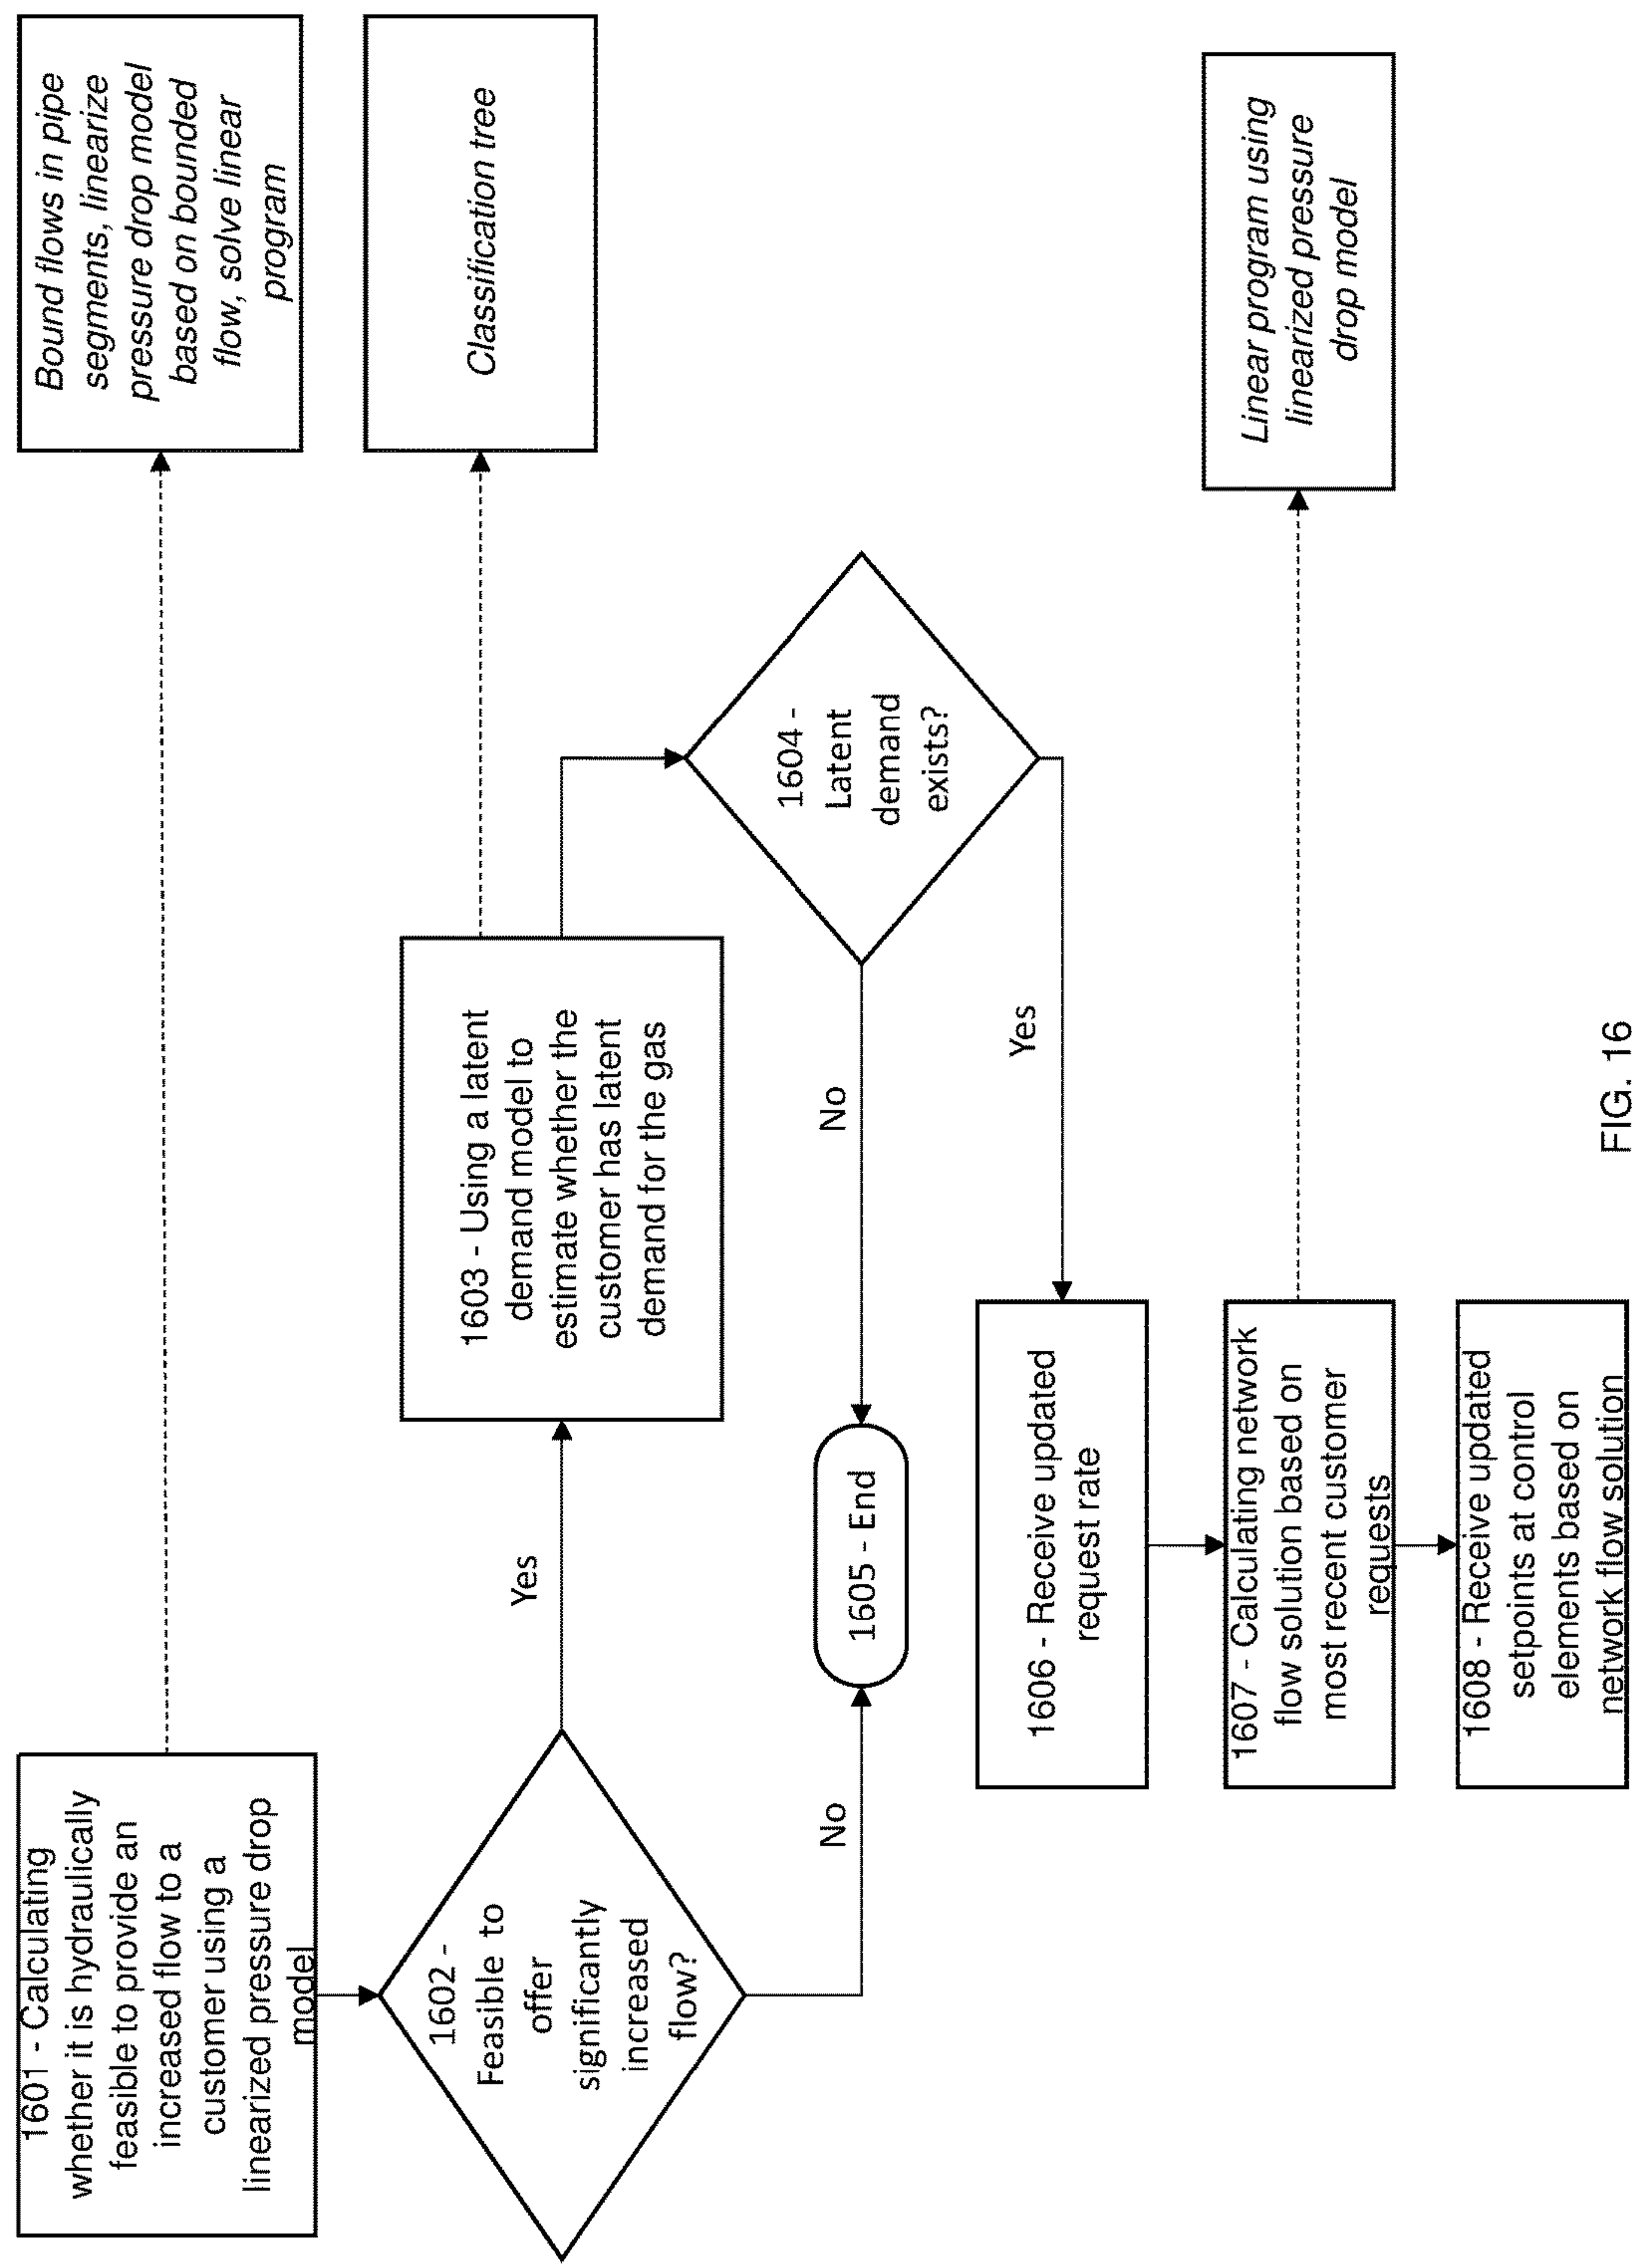 1601 - Calculating
whether it is hydraulically
feasible to provide an
increased flow to a
customer using a
linearized pressure drop
model
Bound flows in pipe
segments, linearize
pressure drop model
based on bounded
flow, solve linear
program
1602 -
Feasible to
offer
significantly
increased
flow?
Yes
No
1603 - Using a latent
demand model to
estimate whether the
customer has latent
demand for the gas
Classification tree
1604 -
Latent
demand
exists?
No
Yes
1605 - End
1606 - Receive updated
request rate
1607 - Calculating network
flow solution based on
most recent customer
requests
Linear program using
linearized pressure
drop model
1608 - Receive updated
setpoints at control
elements based on
network flow solution
FIG. 16